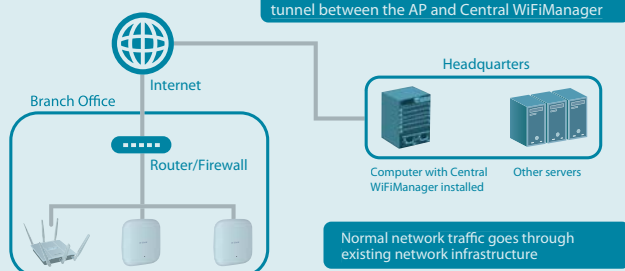 tunnel between the AP and Central WiFiManager
Internet
Headquarters
Branch Office
Router/Firewall
Computer with Central
WiFiManager installed
Other servers
Normal network traffic goes through
existing network infrastructure